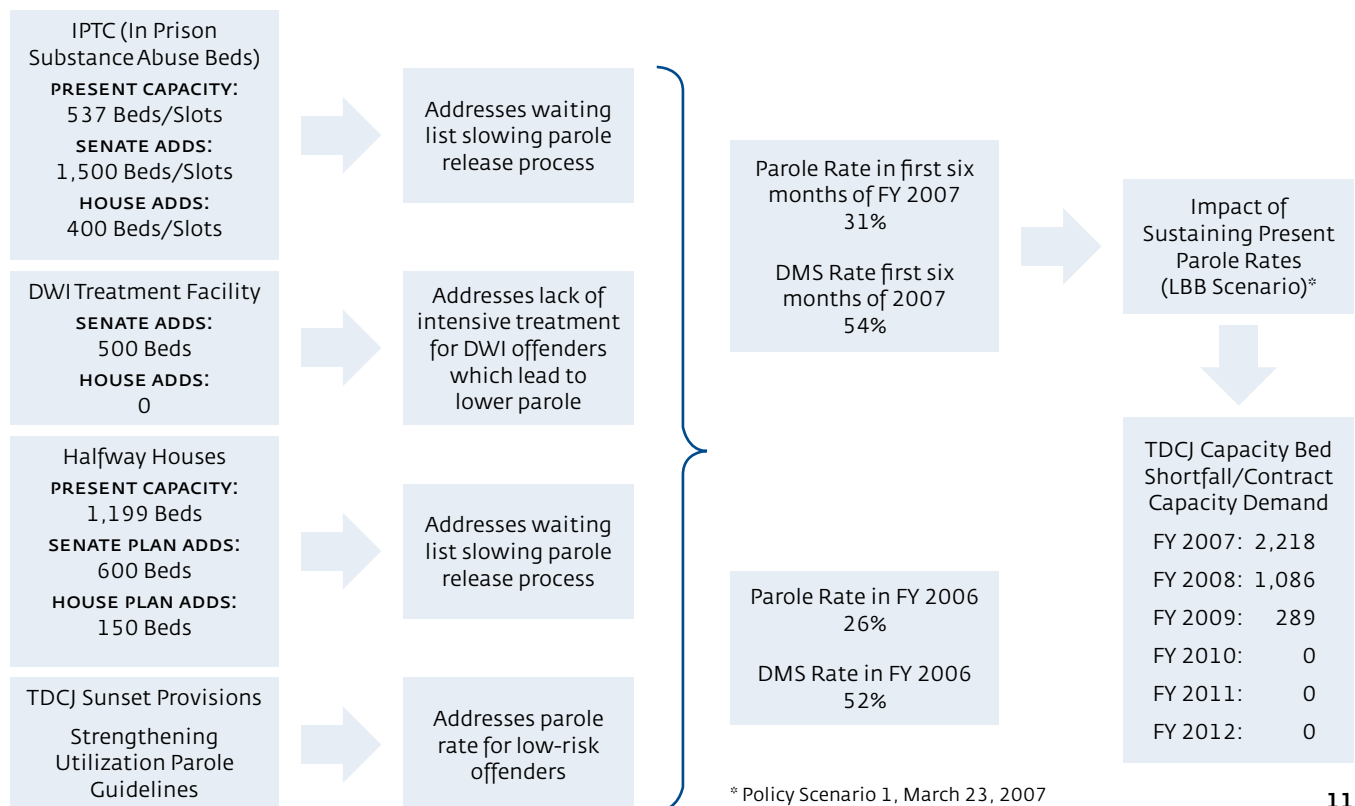 IPTC (In Prison
Substance Abuse Beds)
PRESENT CAPACITY:
537 Beds/Slots
SENATE ADDS:
1,500 Beds/Slots
HOUSE ADDS:
400 Beds/Slots
Addresses waiting
list slowing parole
release process
DWI Treatment Facility
SENATE ADDS:
500 Beds
HOUSE ADDS:
0
Addresses lack of
intensive treatment
for DWI offenders
which lead to
lower parole
Halfway Houses
PRESENT CAPACITY:
1,199 Beds
SENATE PLAN ADDS:
600 Beds
HOUSE PLAN ADDS:
150 Beds
Addresses waiting
list slowing parole
release process
TDCJ Sunset Provisions
Strengthening
Utilization Parole
Guidelines
Addresses parole
rate for low-risk
offenders
Parole Rate in first six
months of FY 2007
31%
DMS Rate first six
months of 2007
54%
Parole Rate in FY 2006
26%
DMS Rate in FY 2006
52%
Impact of
Sustaining Present
Parole Rates
(LBB Scenario)*
TDCJ Capacity Bed
Shortfall/Contract
Capacity Demand
FY 2007: 2,218
FY 2008: 1,086
FY 2009: 289
FY 2010: 0
FY 2011: 0
FY 2012: 0
* Policy Scenario 1, March 23, 2007
11